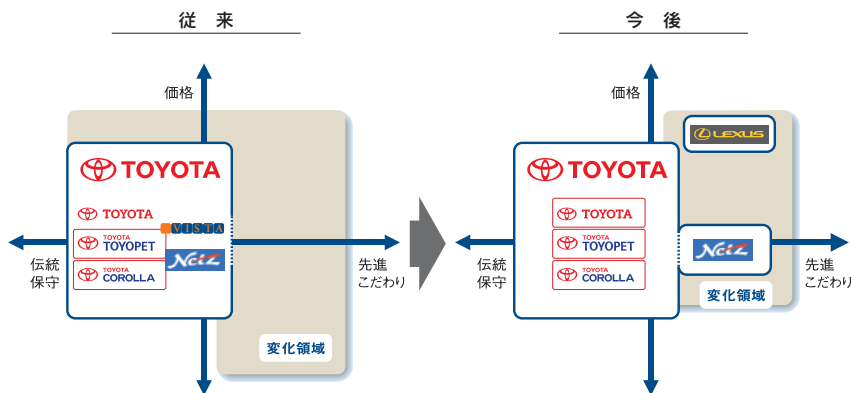 従来
価格
TOYOTA
TOYOTA
VISTA
TOYOTA
TOYOPET
Netz
TOYOTA
COROLLA
伝統
保守
先進
こだわり
変化領域
今後
価格
LEXUS
TOYOTA
TOYOTA
TOYOTA
TOYOPET
Netz
TOYOTA
COROLLA
伝統
保守
先進
こだわり
変化領域